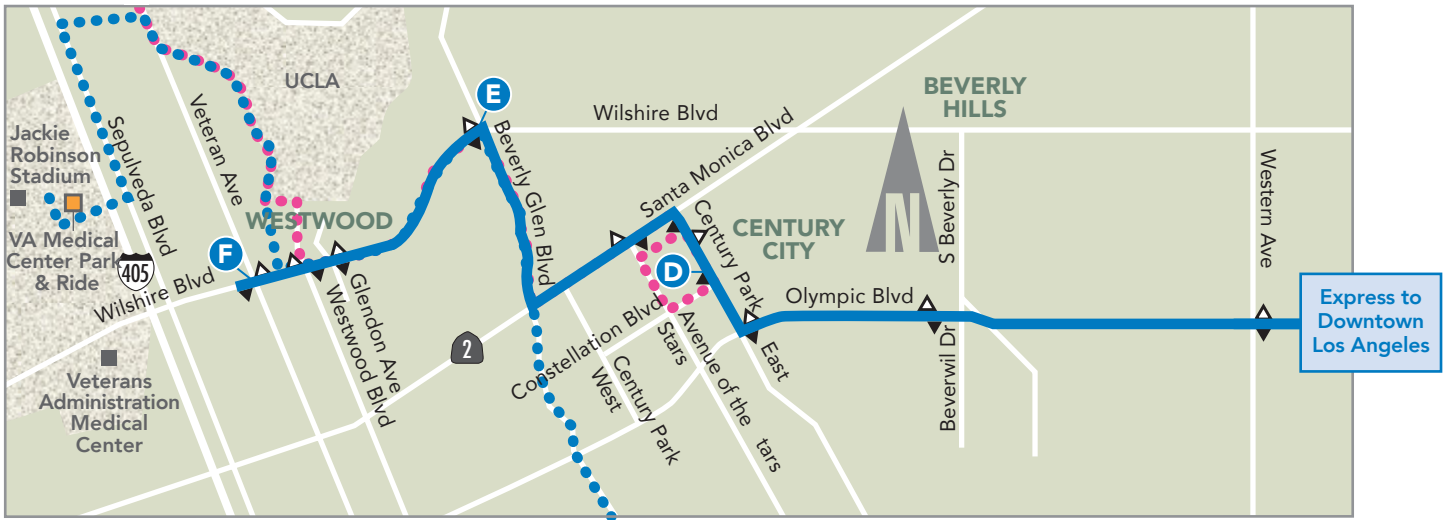 UCLA
E
Wilshire Blvd
BEVERLY
HILLS
Jackie
Robinson
Stadium
Sepulveda Blvd
Veteran Ave
Beverly Glen Blvd
Santa Monica Blvd
N
S Beverly Dr
Western Ave
WESTWOOD
CENTURY
CITY
Century Park
East
VA Medical
Center Park
& Ride
405
F
D
Wilshire Blvd
Olympic Blvd
Express to
Downtown
Los Angeles
Glendon Ave
Westwood Blvd
2
Constellation Blvd
Avenue of the
Stars
tars
Century Park
West
Beverwil Dr
Veterans
Administration
Medical
Center